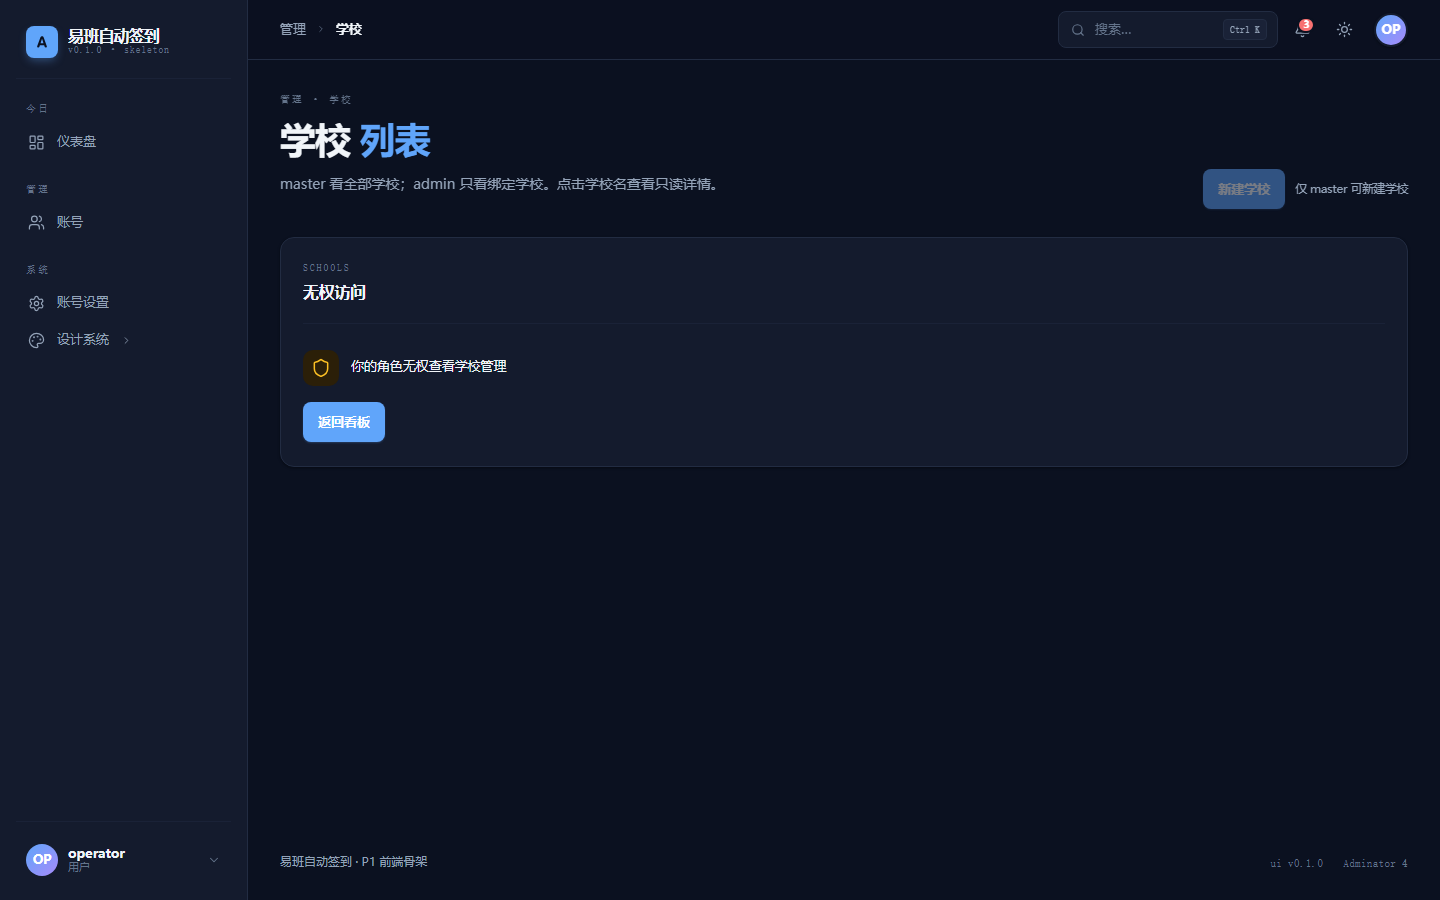 A
易班自动签到
v0.1.0 • skeleton
今日
仪表盘
管理
账号
系统
账号设置
设计系统
OP
operator
用户
管理 › 学校
搜索...
Ctrl K
3
OP
管理 • 学校
学校 列表
master 看全部学校；admin 只看绑定学校。点击学校名查看只读详情。
新建学校
仅 master 可新建学校
SCHOOLS
无权访问
你的角色无权查看学校管理
返回看板
易班自动签到 · P1 前端骨架
ui v0.1.0
Adminator 4